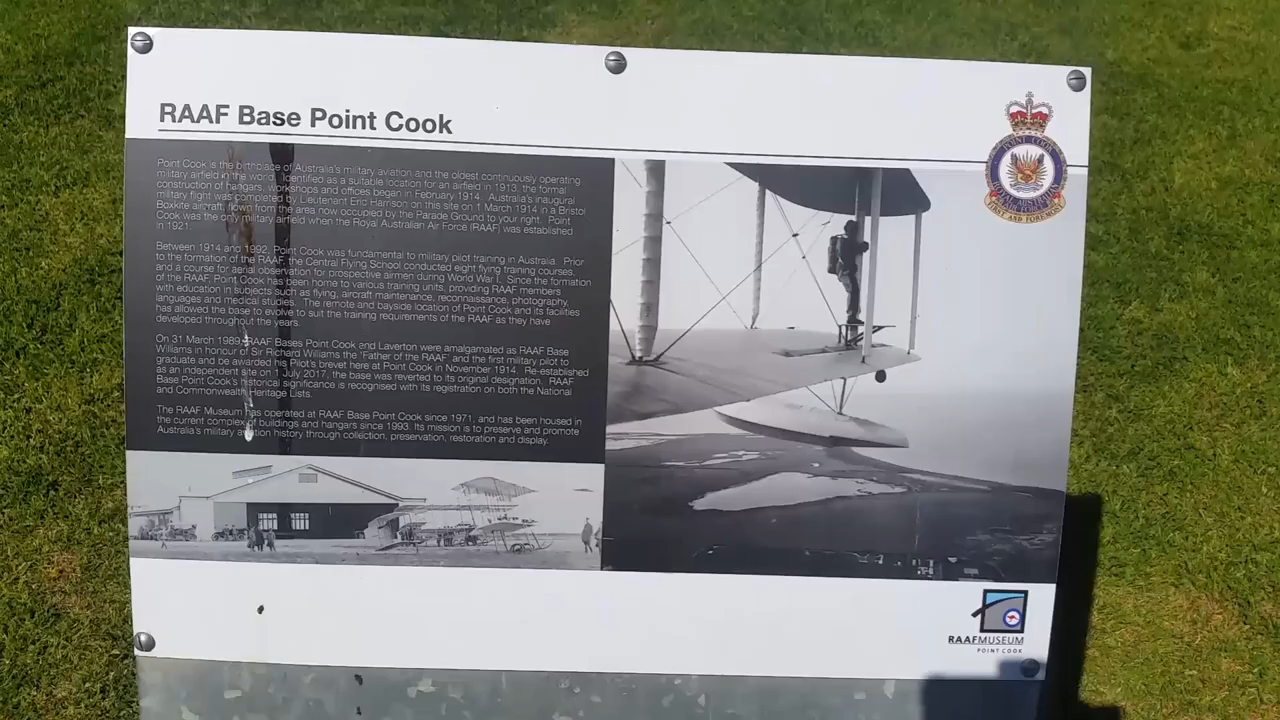 RAAF Base Point Cook
Point Cook is the birthplace of Australia's military aviation and the oldest continuously operating
military airfield in the world. Identified as a suitable location for an airfield in 1913, the formal
construction of hangars, workshops and offices began in February 1914. Australia's inaugural
military flight was completed by Lieutenant Eric Harrison on this site on 1 March 1914 in a Bristol
Boxkite aircraft, flown from the area now occupied by the Parade Ground to your right. Point
Cook was the only military airfield when the Royal Australian Air Force (RAAF) was established
in 1921.
Between 1914 and 1992, Point Cook was fundamental to military pilot training in Australia. Prior
to the formation of the RAAF, the Central Flying School conducted eight flying training courses,
and a course for aerial observation for prospective airmen during World War I. Since the formation
of the RAAF, Point Cook has been home to various training units, providing RAAF members
with education in subjects such as flying, aircraft maintenance, reconnaissance, photography,
languages and medical studies. The remote and bayside location of Point Cook and its facilities
has allowed the base to evolve to suit the training requirements of the RAAF as they have
developed throughout the years.
On 31 March 1989, RAAF Bases Point Cook and Laverton were amalgamated as RAAF Base
Williams in honour of Sir Richard Williams the 'Father of the RAAF' and the first military pilot to
graduate and be awarded his Pilot's brevet here at Point Cook in November 1914. Re-established
as an independent site on 1 July 2017, the base was reverted to its original designation. RAAF
Base Point Cook's historical significance is recognised with its registration on both the National
and Commonwealth Heritage Lists.
The RAAF Museum has operated at RAAF Base Point Cook since 1971, and has been housed in
the current complex of buildings and hangars since 1993. Its mission is to preserve and promote
Australia's military aviation history through collection, preservation, restoration and display.
POINT COOK
ROYAL AUSTRALIAN AIR FORCE
PAST AND FOREMOST
RAAFMUSEUM
POINT COOK